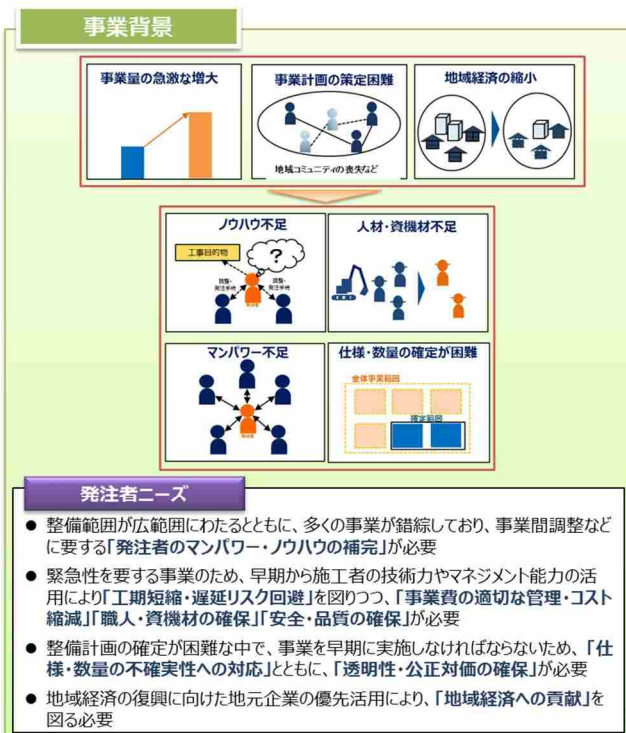 事業背景
事業量の急激な増大
事業計画の策定困難
地域経済の縮小
地域コミュニティの喪失など
ノウハウ不足
人材・資機材不足
工事目的物
?
調整・
発注手続
調整・
発注手続
マンパワー不足
仕様・数量の確定が困難
全体事業範囲
確定範囲
発注者ニーズ
● 整備範囲が広範囲にわたるとともに、多くの事業が錯綜しており、事業間調整など
に要する「発注者のマンパワー・ノウハウの補完」が必要
● 緊急性を要する事業のため、早期から施工者の技術力やマネジメント能力の活
用により「工期短縮・遅延リスク回避」を図りつつ、「事業費の適切な管理・コスト
縮減」「職人・資機材の確保」「安全・品質の確保」が必要
● 整備計画の確定が困難な中で、事業を早期に実施しなければならないため、「仕
様・数量の不確実性への対応」とともに、「透明性・公正対価の確保」が必要
● 地域経済の復興に向けた地元企業の優先活用により、「地域経済への貢献」を
図る必要